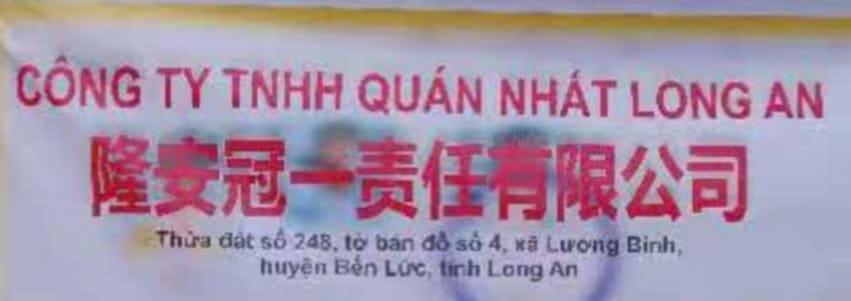 CÔNG TY TNHH QUÁN NHÁT LONG AN
隆安冠一责任有限公司
Thửa đất số 248, tờ bản đồ số 4, xã Lương Bình,
huyện Bến Lức, tỉnh Long An